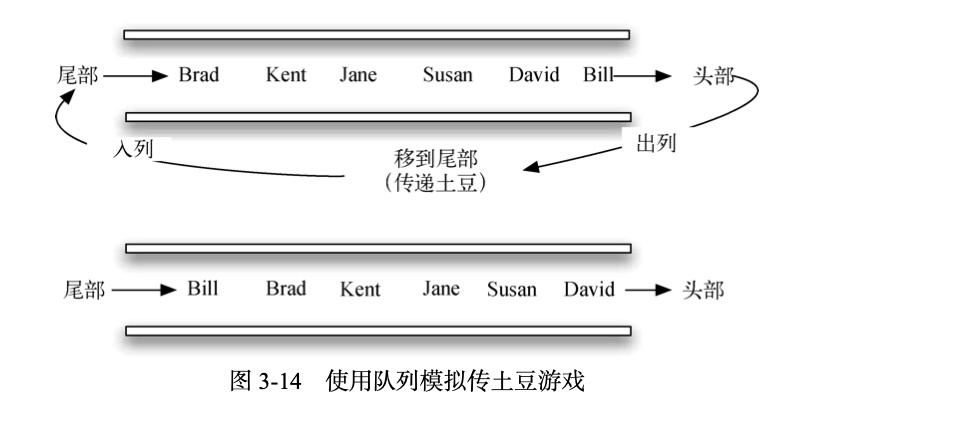 尾部 Brad Kent Jane Susan David Bill 头部
入列 出列
移到尾部
（传递土豆）
尾部 Bill Brad Kent Jane Susan David 头部
图 3-14 使用队列模拟传土豆游戏